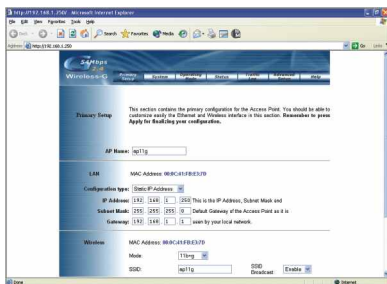 http://192.168.1.250/ - Microsoft Internet Explorer
File Edit View Favorites Tools Help
Back Search Favorites Media
Address http://192.168.1.250 Go Links
54Mbps
2.4
Wireless-G Primary Setup System Status Help
Primary Setup
This section contains the primary configuration for the Access Point. You should be able to
customize easily the Ethernet and Wireless interface in this section. Remember to press
Apply for finalizing your configuration.
AP Name: ap11g
LAN MAC Address: 00:0C:41:FB:E3:7D
Configuration type: Static IP Address
IP Address: 192 168 1 250 This is the IP Address, Subnet Mask and
Subnet Mask: 255 255 255 0 Default Gateway of the Access Point as it is
Gateway: 192 168 1 1 seen by your local network.
Wireless MAC Address: 00:0C:41:FB:E3:7D
Mode: 11b+g
SSID: ap11g SSID Broadcast: Enable
Done Internet